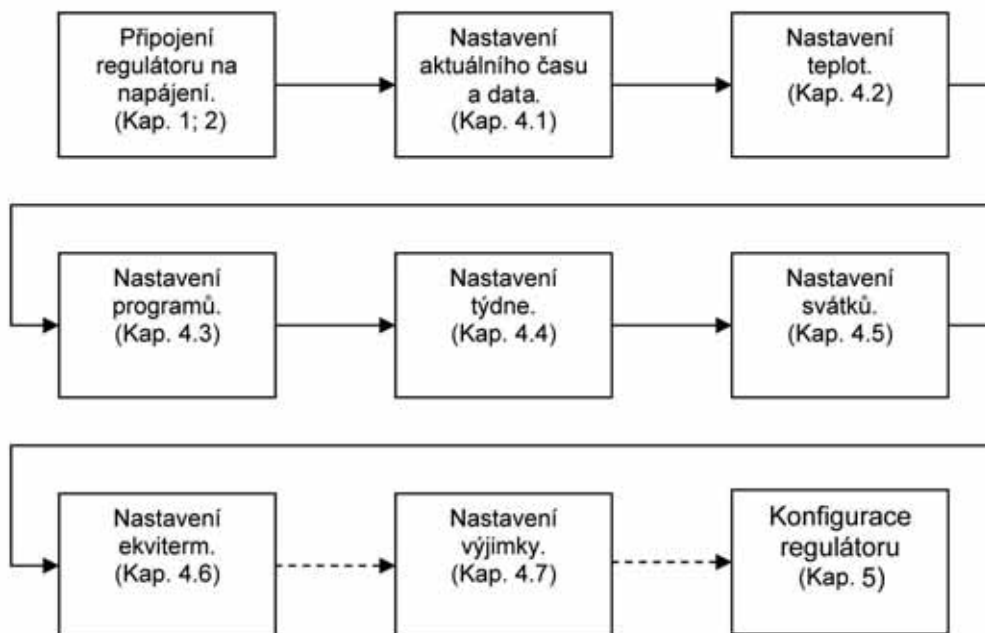 Připojení
regulátoru na
napájení.
(Kap. 1; 2)
Nastavení
aktuálního času
a data.
(Kap. 4.1)
Nastavení
teplot.
(Kap. 4.2)
Nastavení
programů.
(Kap. 4.3)
Nastavení
týdne.
(Kap. 4.4)
Nastavení
svátků.
(Kap. 4.5)
Nastavení
ekviterm.
(Kap. 4.6)
Nastavení
výjimky.
(Kap. 4.7)
Konfigurace
regulátoru
(Kap. 5)